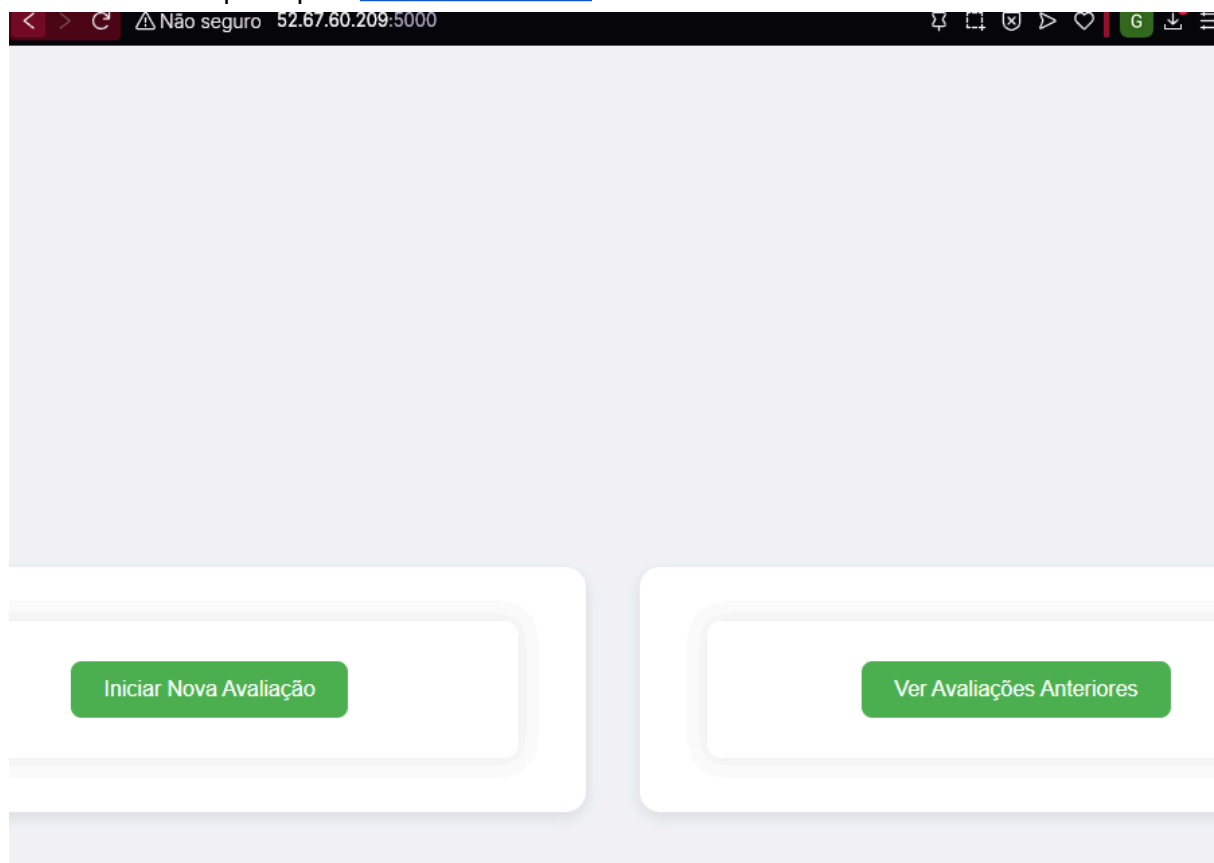 Não seguro 52.67.60.209:5000
G
Iniciar Nova Avaliação
Ver Avaliações Anteriores